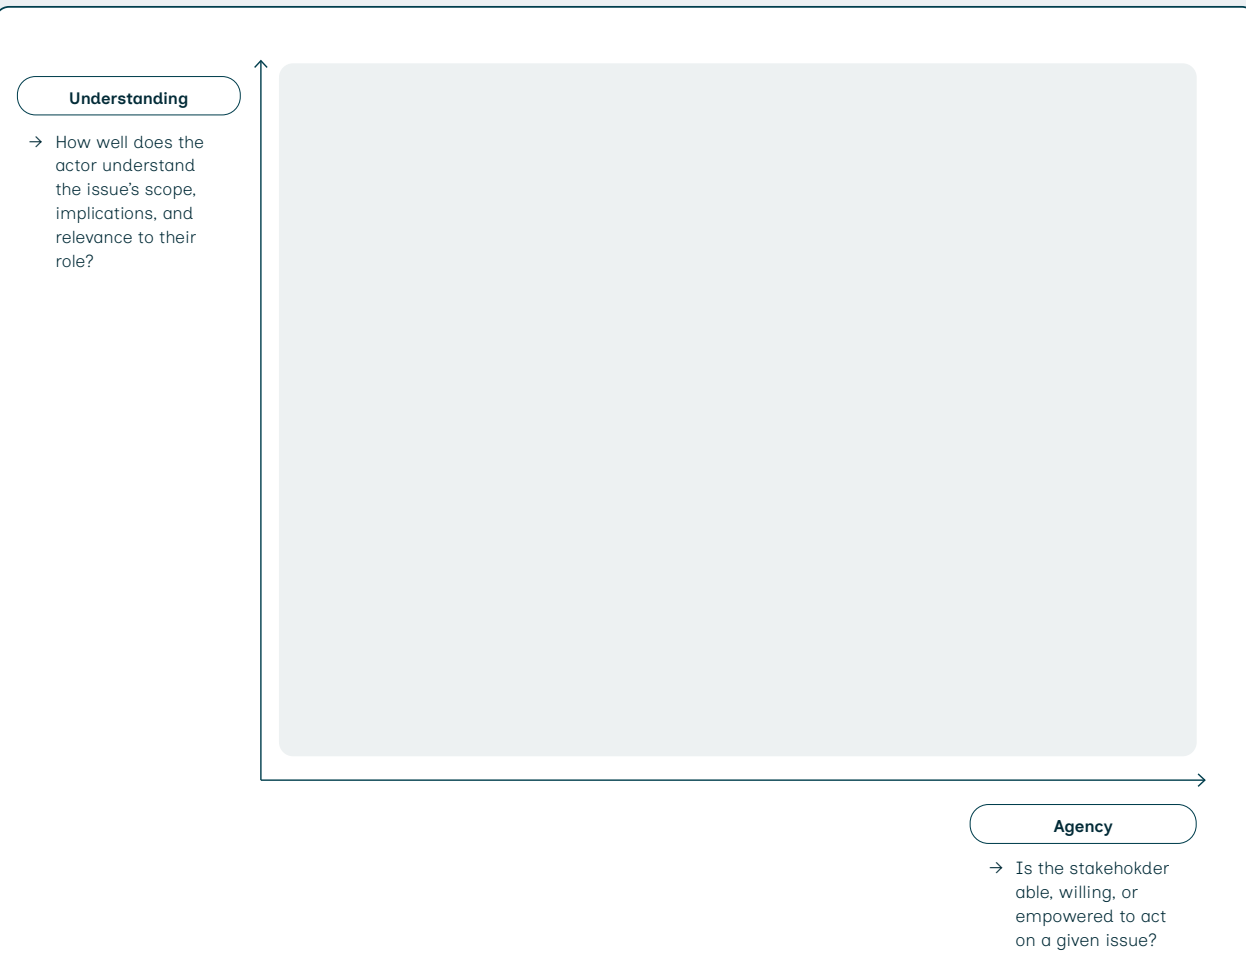 Understanding
→ How well does the
actor understand
the issue’s scope,
implications, and
relevance to their
role?
Agency
→ Is the stakehokder
able, willing, or
empowered to act
on a given issue?